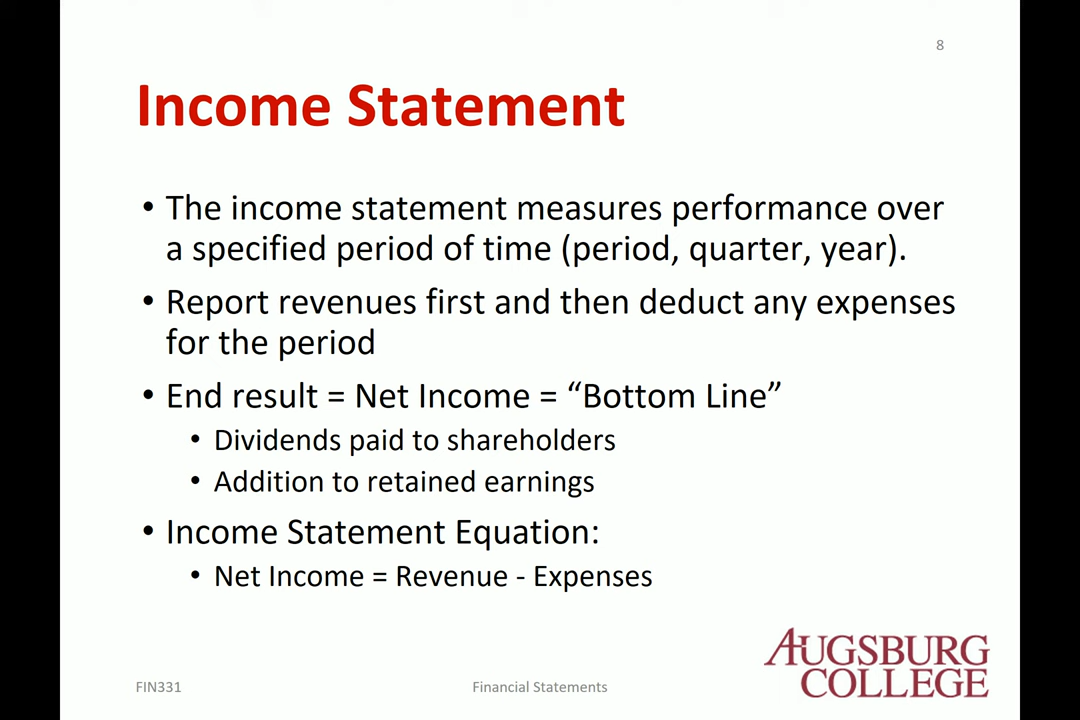 8
Income Statement
• The income statement measures performance over
a specified period of time (period, quarter, year).
• Report revenues first and then deduct any expenses
for the period
• End result = Net Income = “Bottom Line”
• Dividends paid to shareholders
• Addition to retained earnings
• Income Statement Equation:
• Net Income = Revenue - Expenses
AUGSBURG
COLLEGE
FIN331
Financial Statements